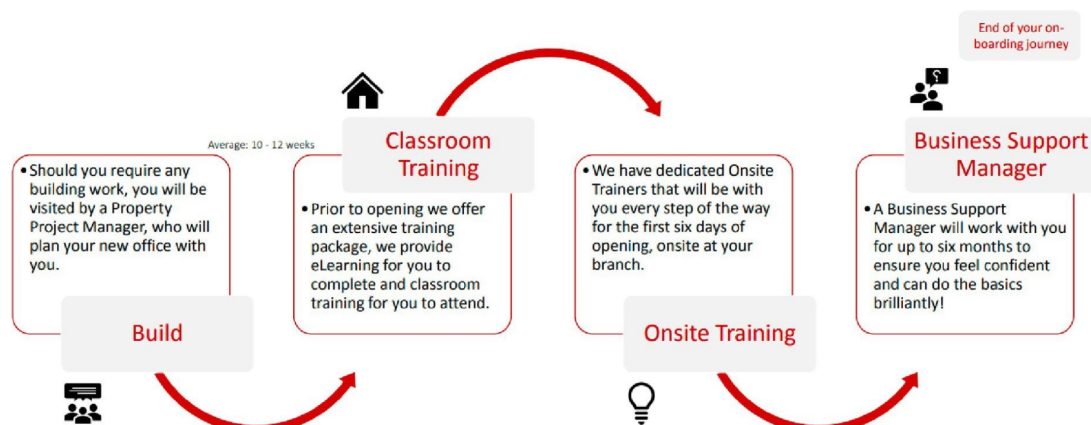 End of your on-
boarding journey
Average: 10 - 12 weeks
• Should you require any
building work, you will be
visited by a Property
Project Manager, who will
plan your new office with
you.
Build
Classroom
Training
• Prior to opening we offer
an extensive training
package, we provide
eLearning for you to
complete and classroom
training for you to attend.
• We have dedicated Onsite
Trainers that will be with
you every step of the way
for the first six days of
opening, onsite at your
branch.
Onsite Training
?
Business Support
Manager
• A Business Support
Manager will work with you
for up to six months to
ensure you feel confident
and can do the basics
brilliantly!